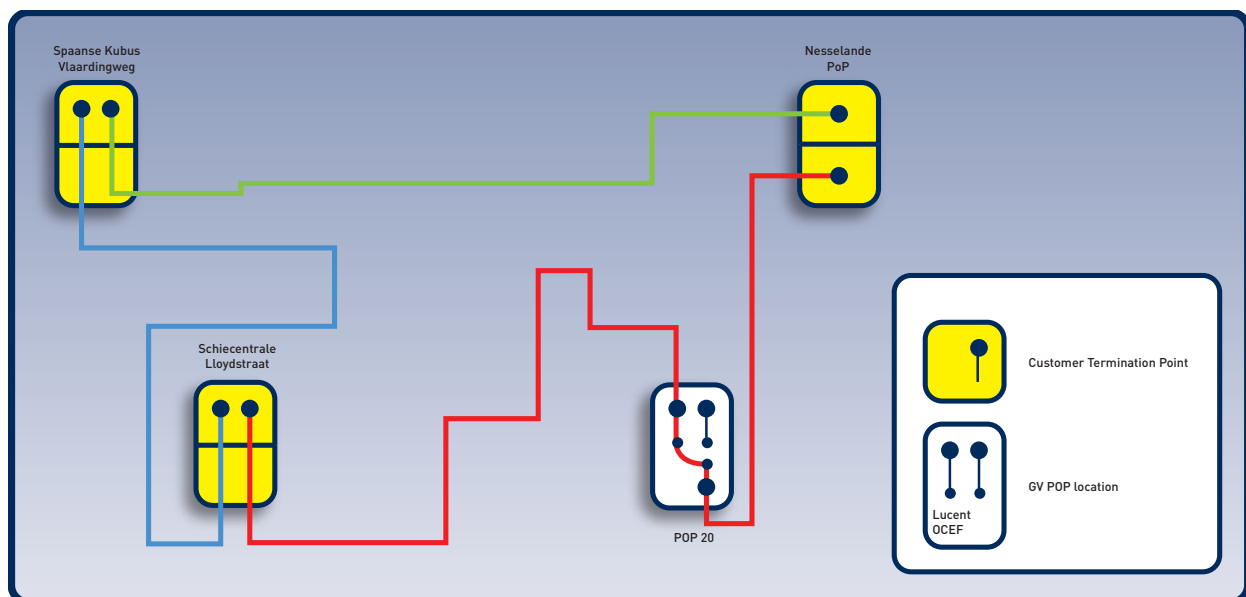 Spaanse Kubus
Vlaardingweg
Nesselande
PoP
Schiecentrale
Lloydstraat
POP 20
Customer Termination Point
GV POP location
Lucent
OCEF